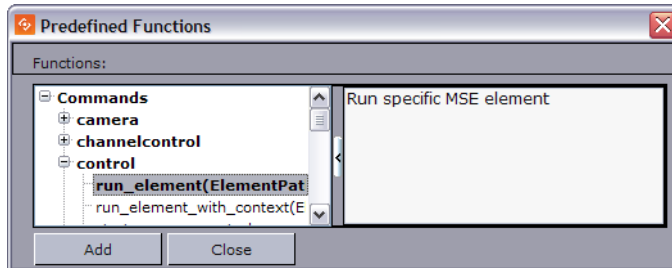 Predefined Functions
Functions:
Commands
camera
channelcontrol
control
run_element(ElementPat
run_element_with_context(E
Run specific MSE element
Add
Close